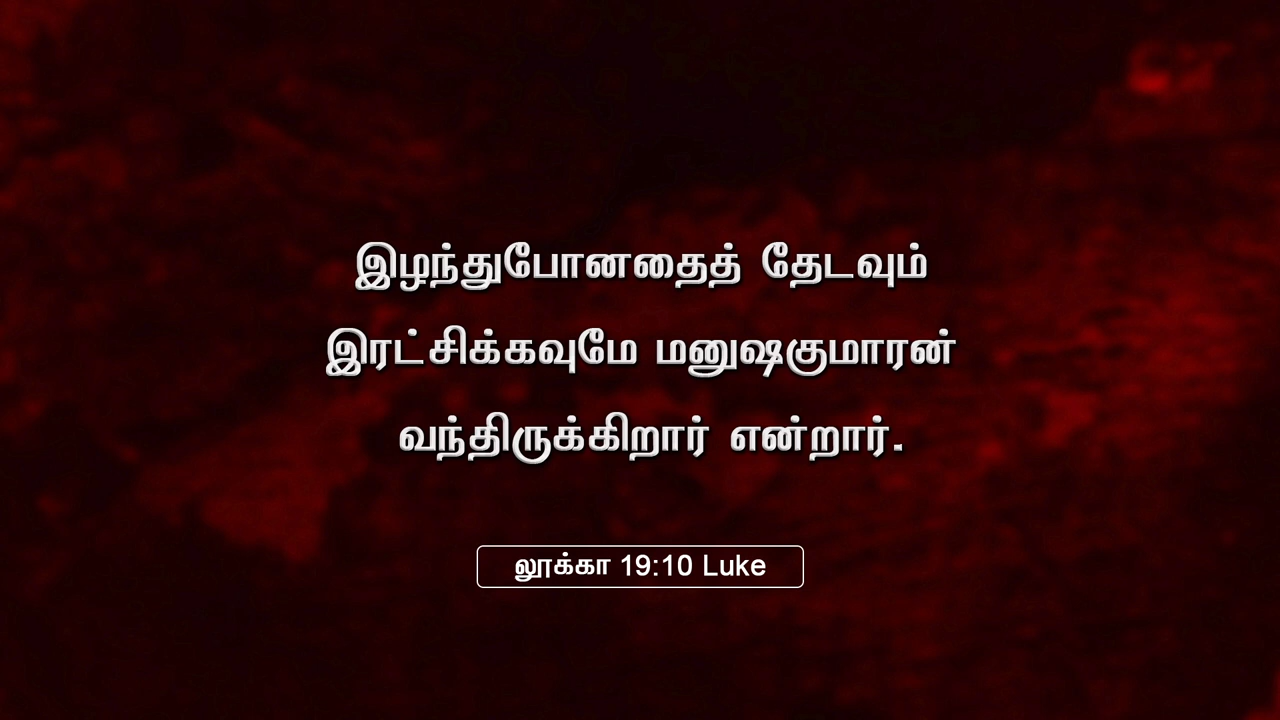 இழந்துபோனதைத் தேடவும்
இரட்சிக்கவுமே மனுஷகுமாரன்
வந்திருக்கிறார் என்றார்.
லூக்கா 19:10 Luke